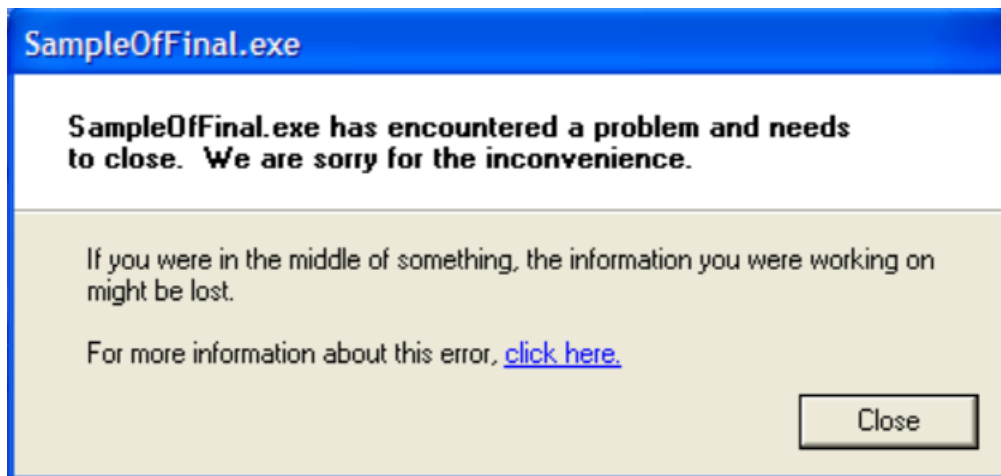 SampleOfFinal.exe
SampleOfFinal.exe has encountered a problem and needs
to close.  We are sorry for the inconvenience.
If you were in the middle of something, the information you were working on
might be lost.
For more information about this error, click here.
Close